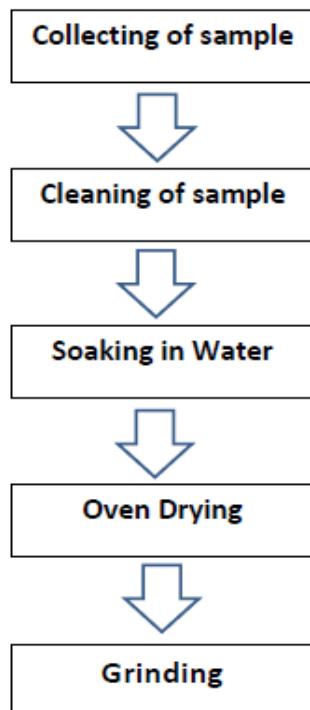 Collecting of sample
Cleaning of sample
Soaking in Water
Oven Drying
Grinding